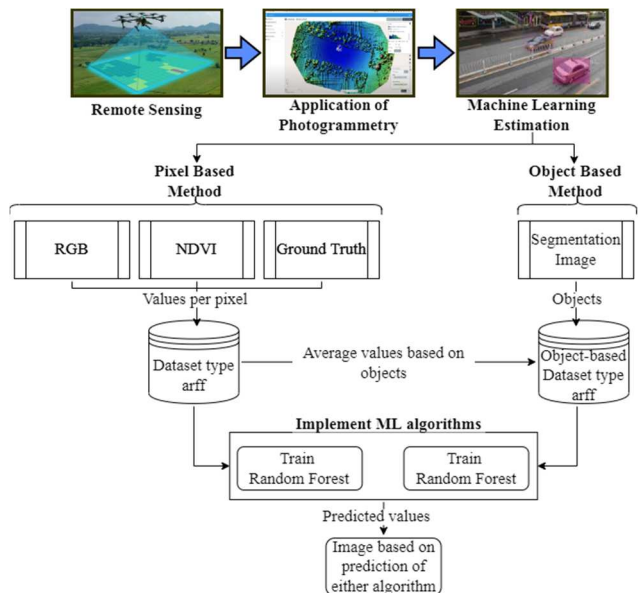 Remote Sensing
Application of
Photogrammetry
Machine Learning
Estimation
Pixel Based
Method
Object Based
Method
RGB
NDVI
Ground Truth
Segmentation
Image
Values per pixel
Objects
Dataset type
arff
Average values based on
objects
Object-based
Dataset type
arff
Implement ML algorithms
Train
Random Forest
Train
Random Forest
Predicted values
Image based on
prediction of
either algorithm